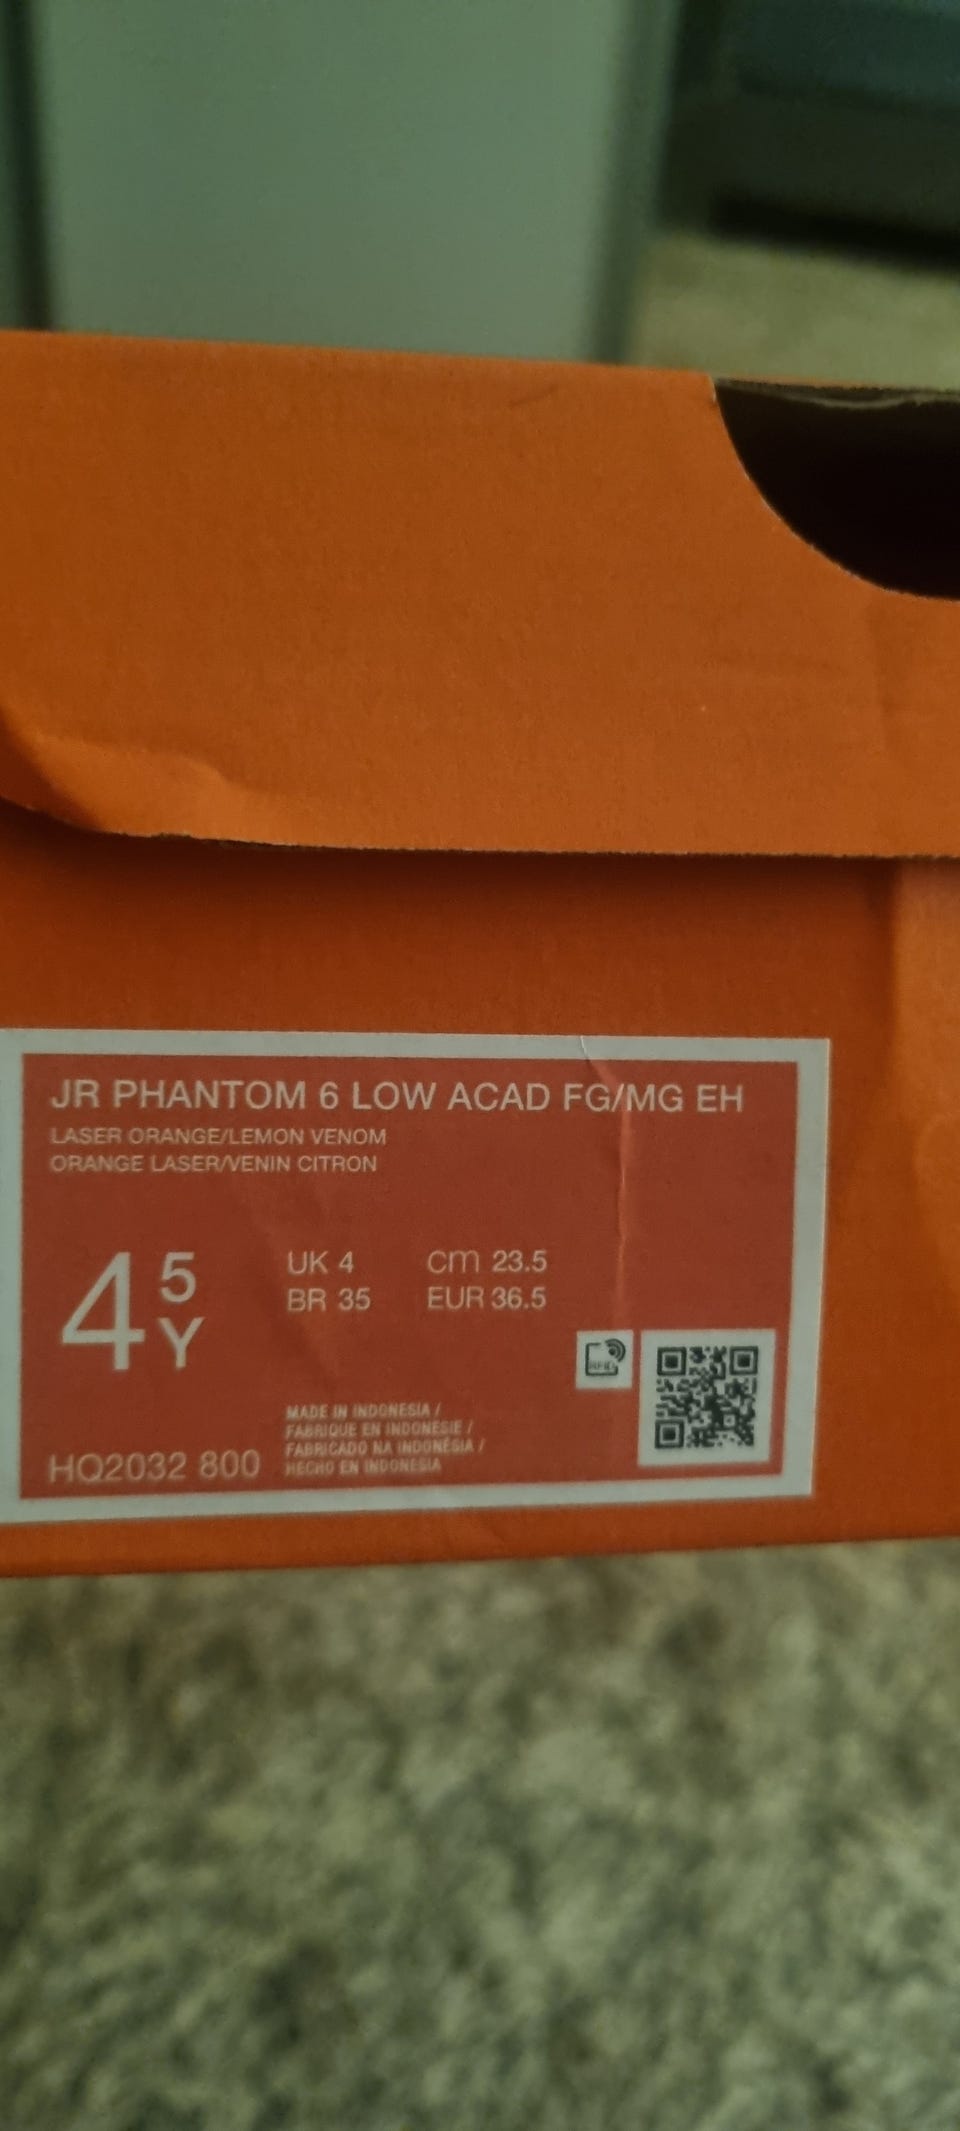 JR PHANTOM 6 LOW ACAD FG/MG EH
LASER ORANGE/LEMON VENOM
ORANGE LASER/VENIN CITRON
4 5 Y
UK 4 cm 23.5
BR 35 EUR 36.5
RFID
MADE IN INDONESIA /
FABRIQUE EN INDONESIE /
FABRICADO NA INDONÉSIA /
HECHO EN INDONESIA
HQ2032 800